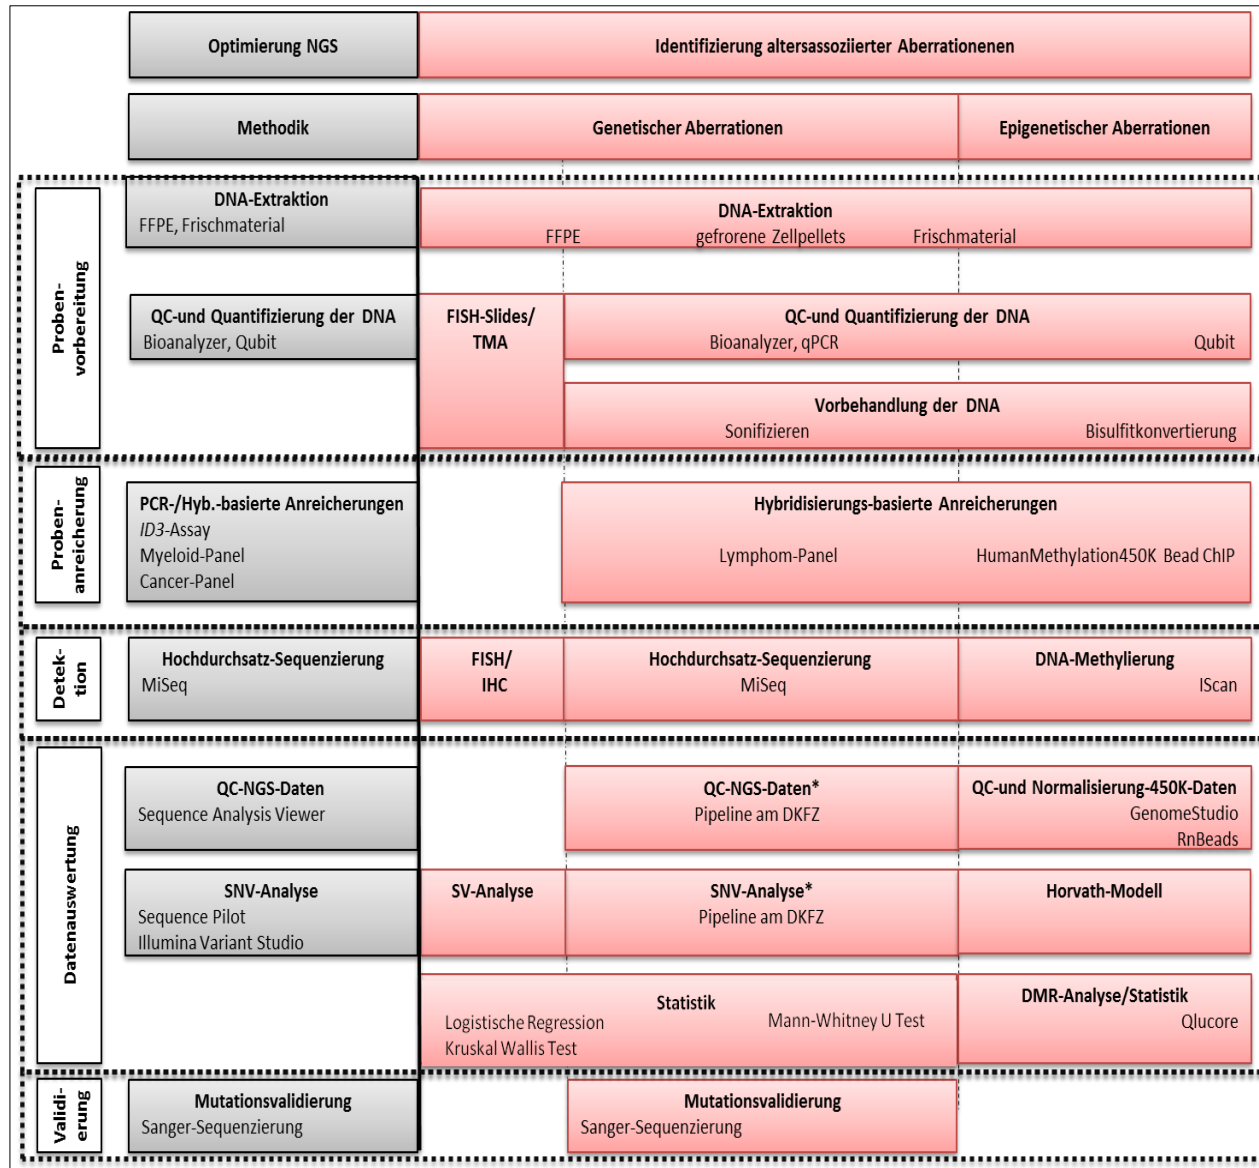 Optimierung NGS
Identifizierung altersassoziierter Aberrationenen
Methodik
Genetischer Aberrationen
Epigenetischer Aberrationen
Proben-
vorbereitung
DNA-Extraktion
FFPE, Frischmaterial
DNA-Extraktion
FFPE gefrorene Zellpellets Frischmaterial
QC-und Quantifizierung der DNA
Bioanalyzer, Qubit
FISH-Slides/
TMA
QC-und Quantifizierung der DNA
Bioanalyzer, qPCR Qubit
Vorbehandlung der DNA
Sonifizieren Bisulfitkonvertierung
Proben-
anreicherung
PCR-/Hyb.-basierte Anreicherungen
ID3-Assay
Myeloid-Panel
Cancer-Panel
Hybridisierungs-basierte Anreicherungen
Lymphom-Panel HumanMethylation450K Bead ChIP
Detek-
tion
Hochdurchsatz-Sequenzierung
MiSeq
FISH/
IHC
Hochdurchsatz-Sequenzierung
MiSeq
DNA-Methylierung
IScan
Datenauswertung
QC-NGS-Daten
Sequence Analysis Viewer
QC-NGS-Daten*
Pipeline am DKFZ
QC-und Normalisierung-450K-Daten
GenomeStudio
RnBeads
SNV-Analyse
Sequence Pilot
Illumina Variant Studio
SV-Analyse
SNV-Analyse*
Pipeline am DKFZ
Horvath-Modell
Statistik
Logistische Regression Mann-Whitney U Test
Kruskal Wallis Test
DMR-Analyse/Statistik
Qlucore
Validi-
erung
Mutationsvalidierung
Sanger-Sequenzierung
Mutationsvalidierung
Sanger-Sequenzierung